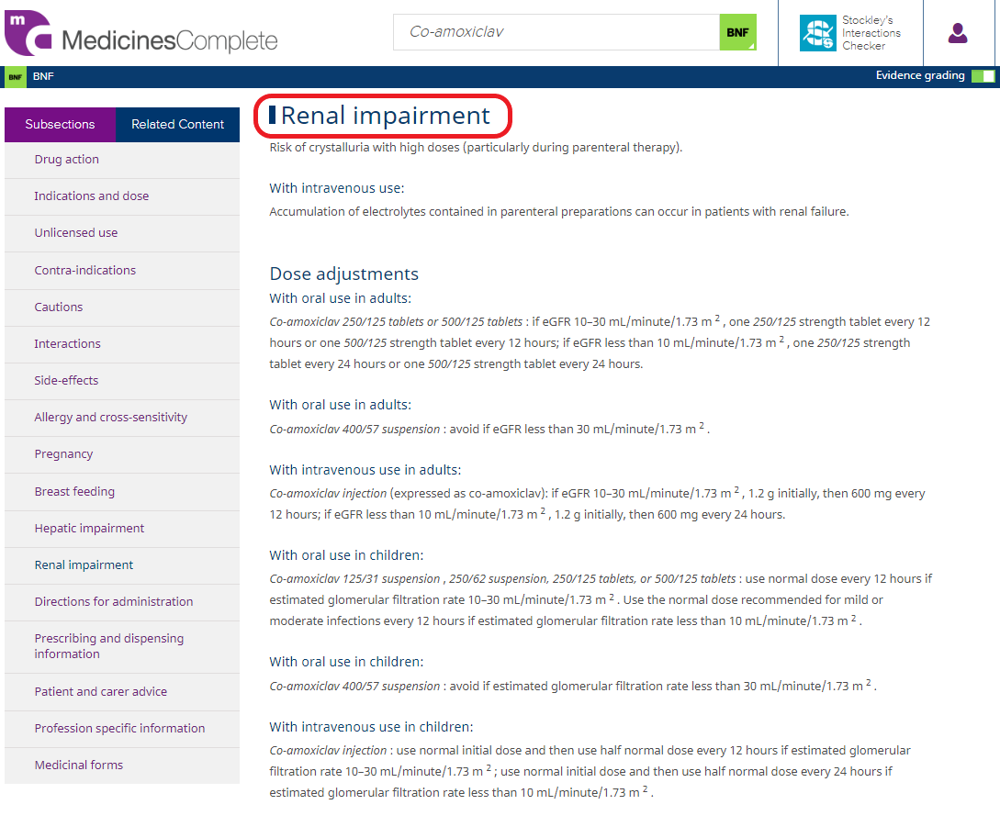 m
MedicinesComplete
Co-amoxiclav
BNF
Stockley's
Interactions
Checker
BNF
BNF
Evidence grading
Subsections
Related Content
Drug action
Indications and dose
Unlicensed use
Contra-indications
Cautions
Interactions
Side-effects
Allergy and cross-sensitivity
Pregnancy
Breast feeding
Hepatic impairment
Renal impairment
Directions for administration
Prescribing and dispensing
information
Patient and carer advice
Profession specific information
Medicinal forms
Renal impairment
Risk of crystalluria with high doses (particularly during parenteral therapy).
With intravenous use:
Accumulation of electrolytes contained in parenteral preparations can occur in patients with renal failure.
Dose adjustments
With oral use in adults:
Co-amoxiclav 250/125 tablets or 500/125 tablets : if eGFR 10–30 mL/minute/1.73 m 2 , one 250/125 strength tablet every 12
hours or one 500/125 strength tablet every 12 hours; if eGFR less than 10 mL/minute/1.73 m 2 , one 250/125 strength
tablet every 24 hours or one 500/125 strength tablet every 24 hours.
With oral use in adults:
Co-amoxiclav 400/57 suspension : avoid if eGFR less than 30 mL/minute/1.73 m 2 .
With intravenous use in adults:
Co-amoxiclav injection (expressed as co-amoxiclav): if eGFR 10–30 mL/minute/1.73 m 2 , 1.2 g initially, then 600 mg every
12 hours; if eGFR less than 10 mL/minute/1.73 m 2 , 1.2 g initially, then 600 mg every 24 hours.
With oral use in children:
Co-amoxiclav 125/31 suspension , 250/62 suspension, 250/125 tablets, or 500/125 tablets : use normal dose every 12 hours if
estimated glomerular filtration rate 10–30 mL/minute/1.73 m 2 . Use the normal dose recommended for mild or
moderate infections every 12 hours if estimated glomerular filtration rate less than 10 mL/minute/1.73 m 2 .
With oral use in children:
Co-amoxiclav 400/57 suspension : avoid if estimated glomerular filtration rate less than 30 mL/minute/1.73 m 2 .
With intravenous use in children:
Co-amoxiclav injection : use normal initial dose and then use half normal dose every 12 hours if estimated glomerular
filtration rate 10–30 mL/minute/1.73 m 2 ; use normal initial dose and then use half normal dose every 24 hours if
estimated glomerular filtration rate less than 10 mL/minute/1.73 m 2 .